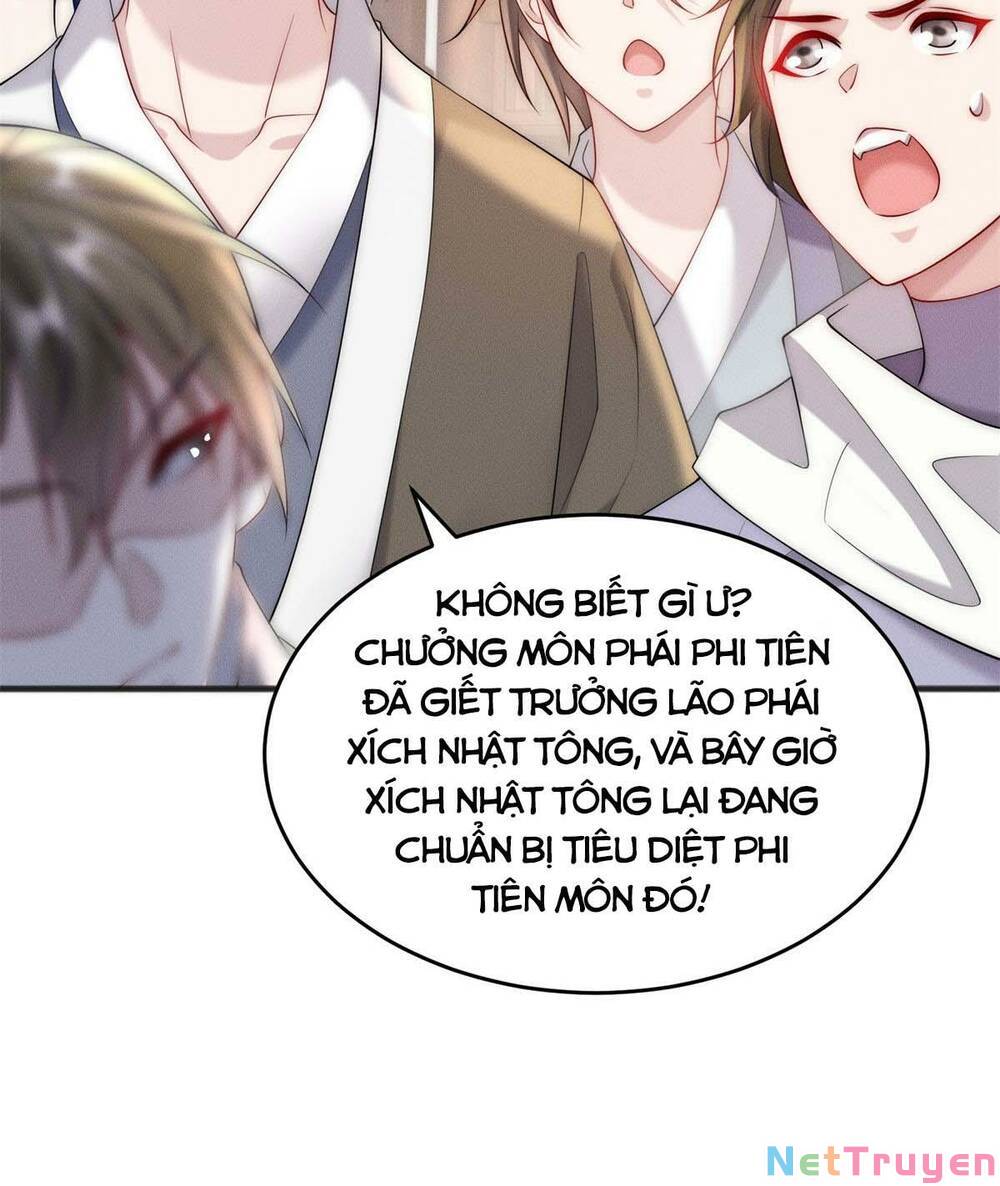 KHÔNG BIẾT GÌ Ư?
CHƯỞNG MÔN PHÁI PHI TIÊN
ĐÃ GIẾT TRƯỞNG LÃO PHÁI
XÍCH NHẬT TÔNG, VÀ BÂY GIỜ
XÍCH NHẬT TÔNG LẠI ĐANG
CHUẨN BỊ TIÊU DIỆT PHI
TIÊN MÔN ĐÓ!
NetTruyen